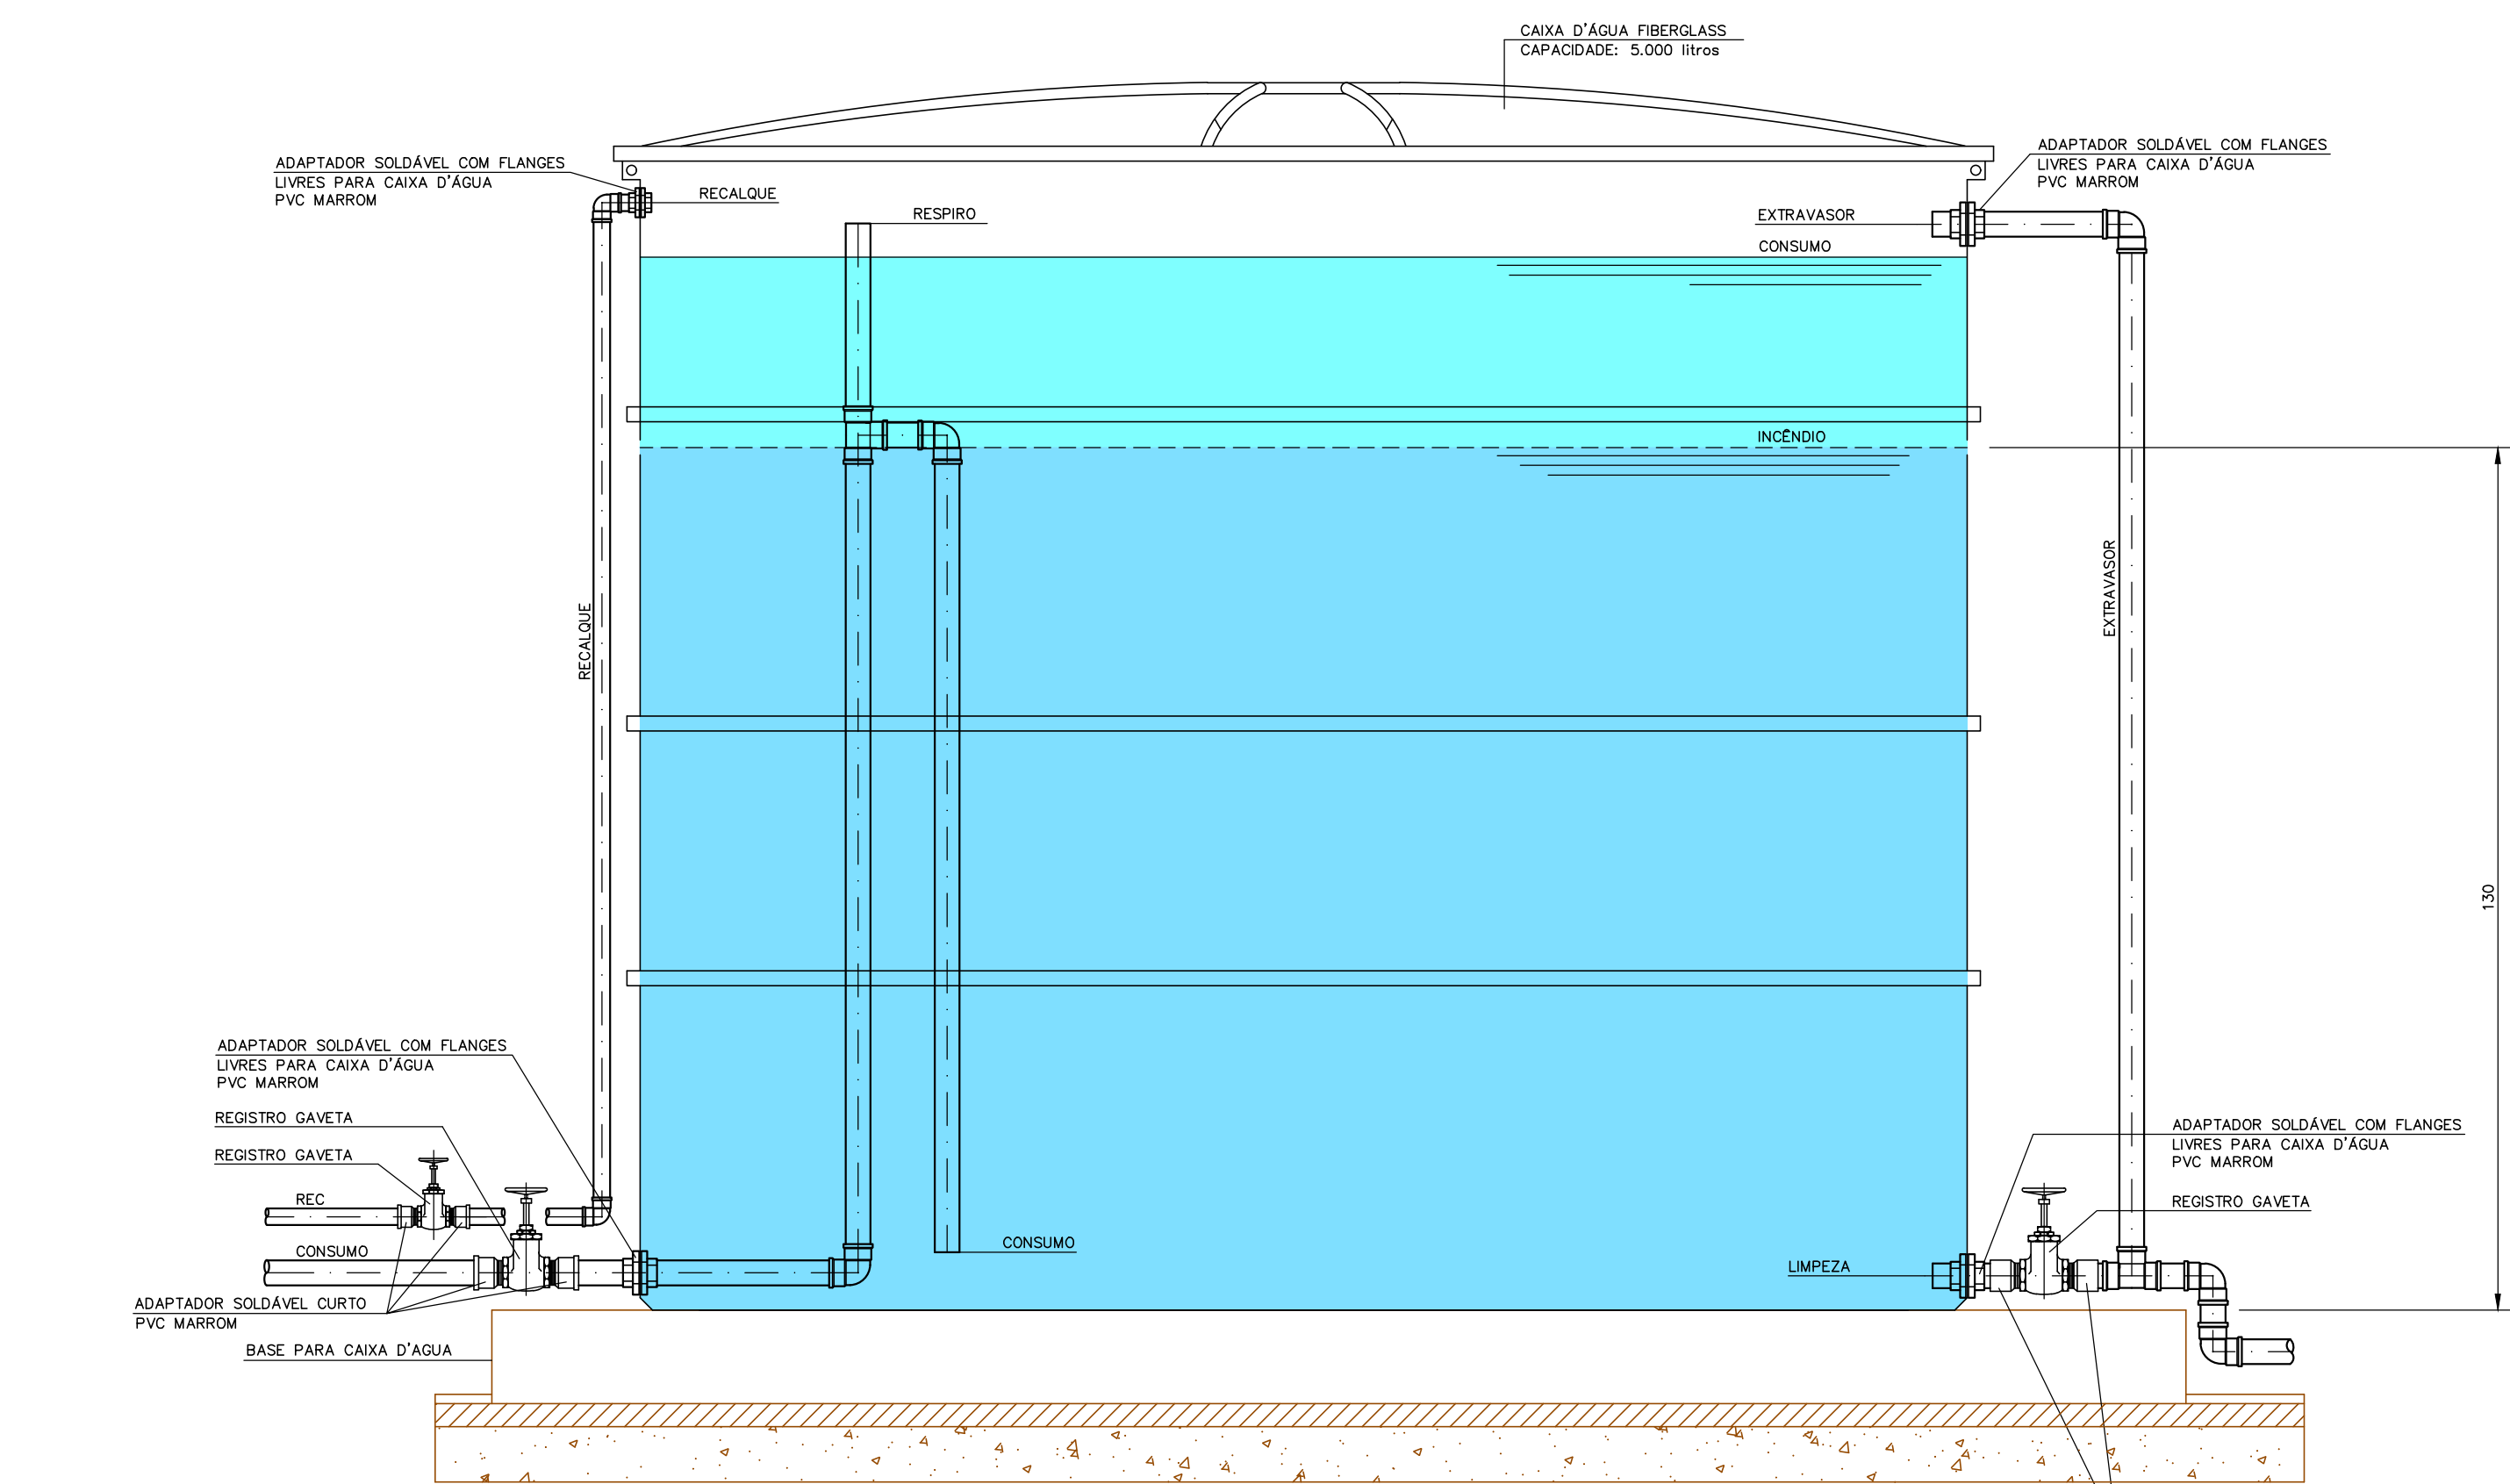 CAIXA D'ÁGUA FIBERGLASS
CAPACIDADE: 5.000 litros
ADAPTADOR SOLDÁVEL COM FLANGES
LIVRES PARA CAIXA D'ÁGUA
PVC MARROM
ADAPTADOR SOLDÁVEL COM FLANGES
LIVRES PARA CAIXA D'ÁGUA
PVC MARROM
RECALQUE
RESPIRO
EXTRAVASOR
CONSUMO
INCÊNDIO
RECALQUE
EXTRAVASOR
130
ADAPTADOR SOLDÁVEL COM FLANGES
LIVRES PARA CAIXA D'ÁGUA
PVC MARROM
REGISTRO GAVETA
REGISTRO GAVETA
REC
CONSUMO
ADAPTADOR SOLDÁVEL CURTO
PVC MARROM
BASE PARA CAIXA D'AGUA
CONSUMO
LIMPEZA
ADAPTADOR SOLDÁVEL COM FLANGES
LIVRES PARA CAIXA D'ÁGUA
PVC MARROM
REGISTRO GAVETA